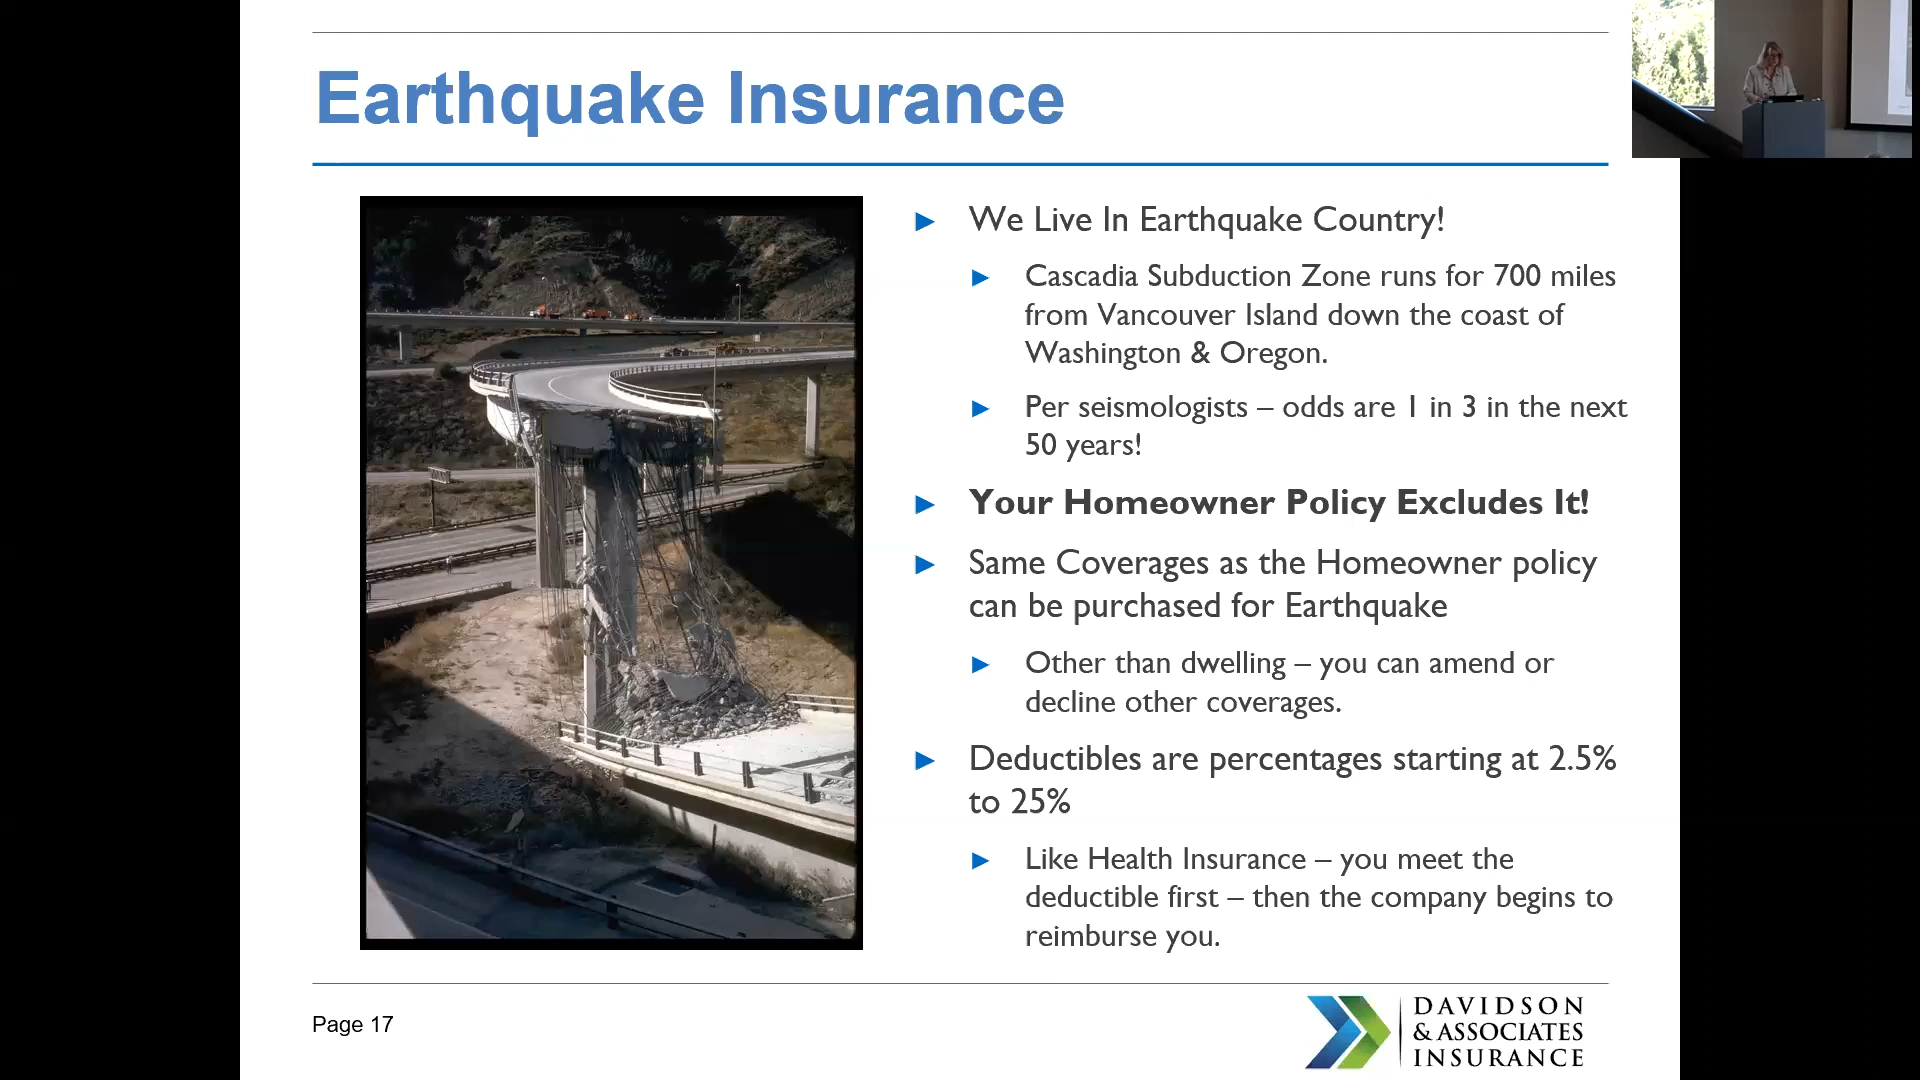 Earthquake Insurance
We Live In Earthquake Country!
Cascadia Subduction Zone runs for 700 miles
from Vancouver Island down the coast of
Washington & Oregon.
Per seismologists – odds are 1 in 3 in the next
50 years!
Your Homeowner Policy Excludes It!
Same Coverages as the Homeowner policy
can be purchased for Earthquake
Other than dwelling – you can amend or
decline other coverages.
Deductibles are percentages starting at 2.5%
to 25%
Like Health Insurance – you meet the
deductible first – then the company begins to
reimburse you.
Page 17
DAVIDSON
& ASSOCIATES
INSURANCE